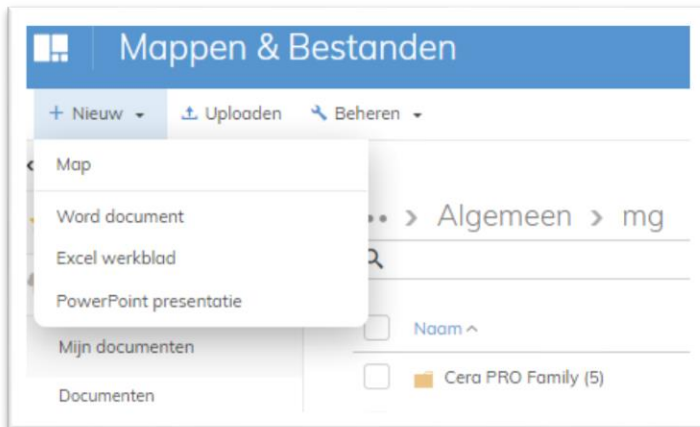 Mappen & Bestanden
+ Nieuw Uploaden Beheren
Map
Word document
Excel werkblad
PowerPoint presentatie
> Algemeen > mg
Naam
Mijn documenten
Cera PRO Family (5)
Documenten